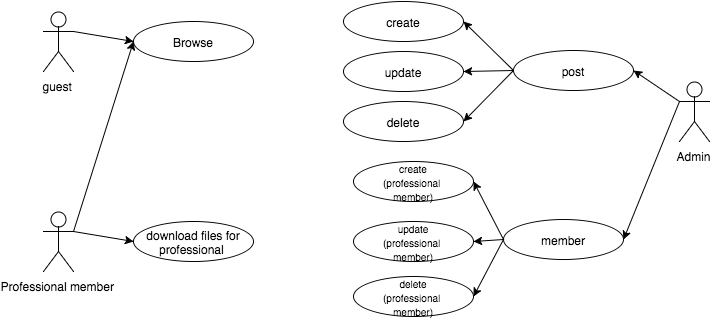 guest
Browse
Professional member
download files for
professional
create
update
delete
post
Admin
create
(professional
member)
update
(professional
member)
delete
(professional
member)
member